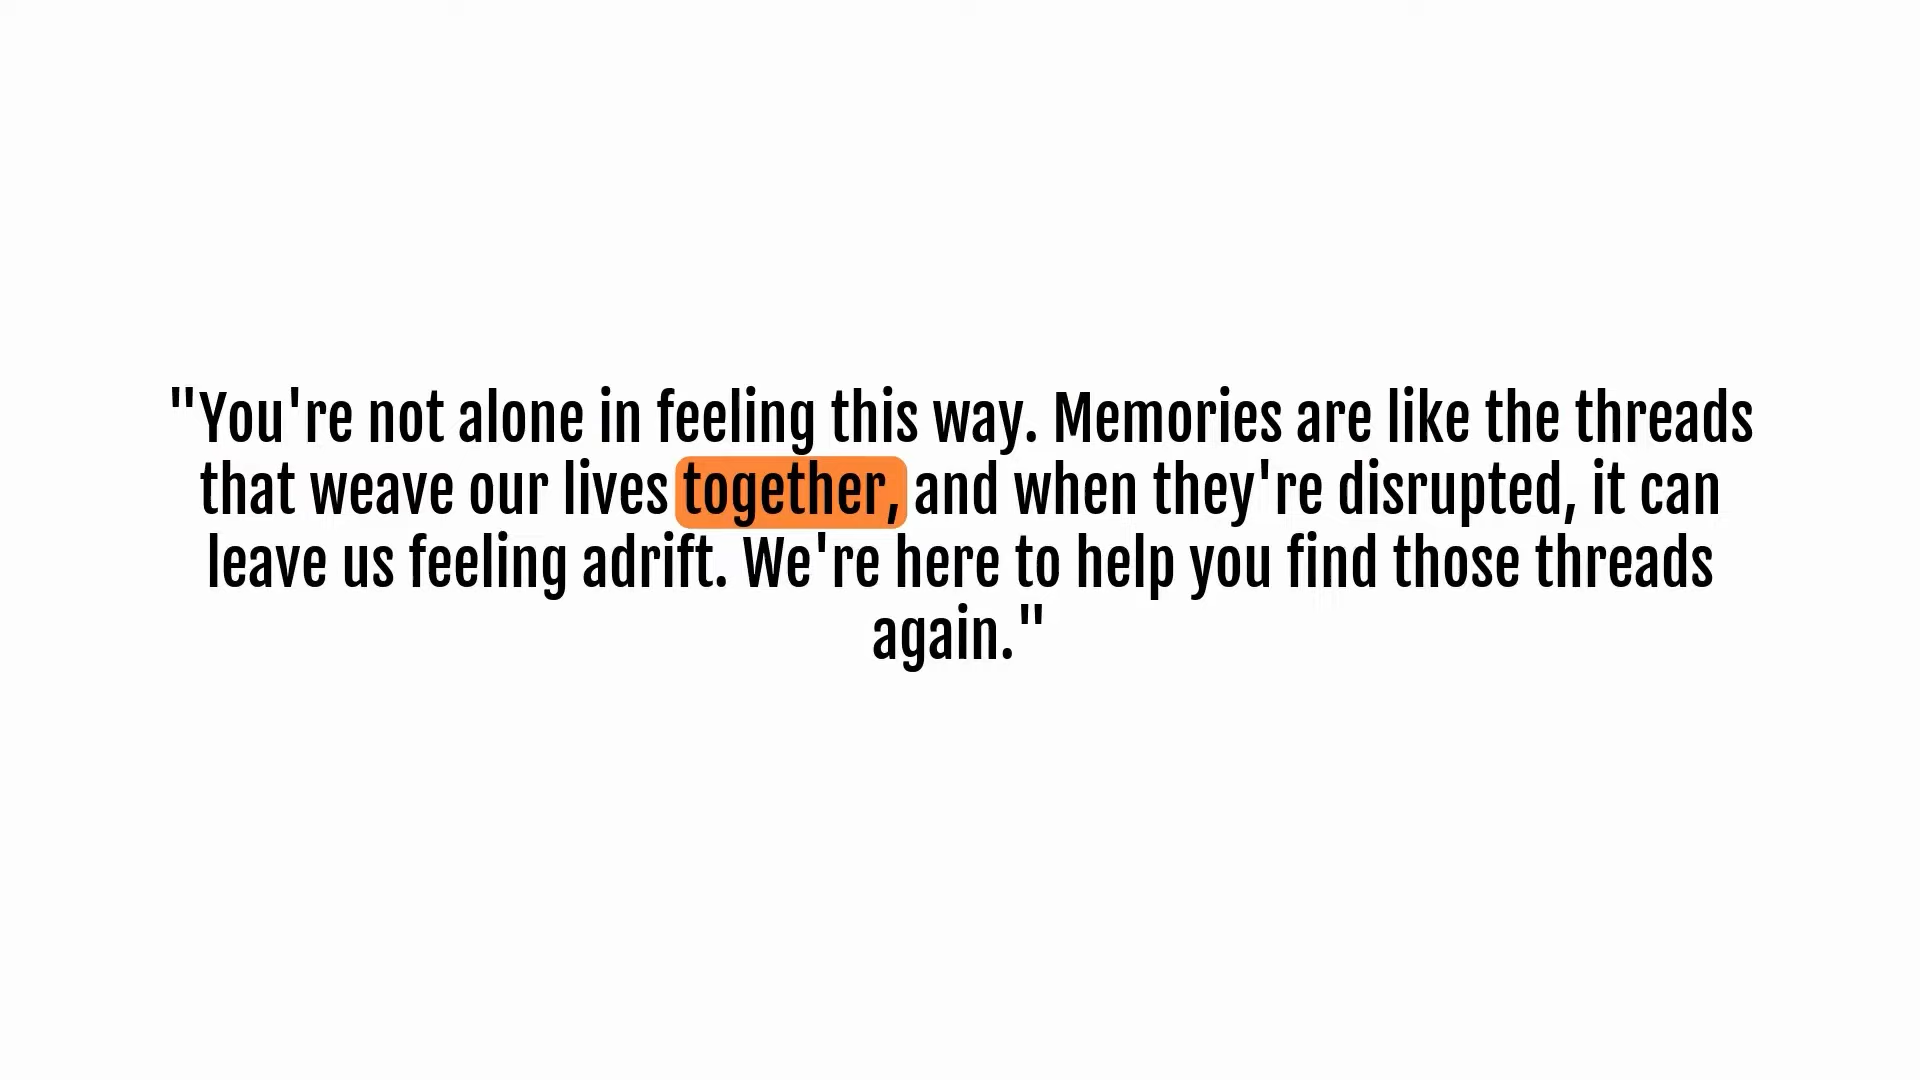 "You're not alone in feeling this way. Memories are like the threads
that weave our lives together, and when they're disrupted, it can
leave us feeling adrift. We're here to help you find those threads
again."